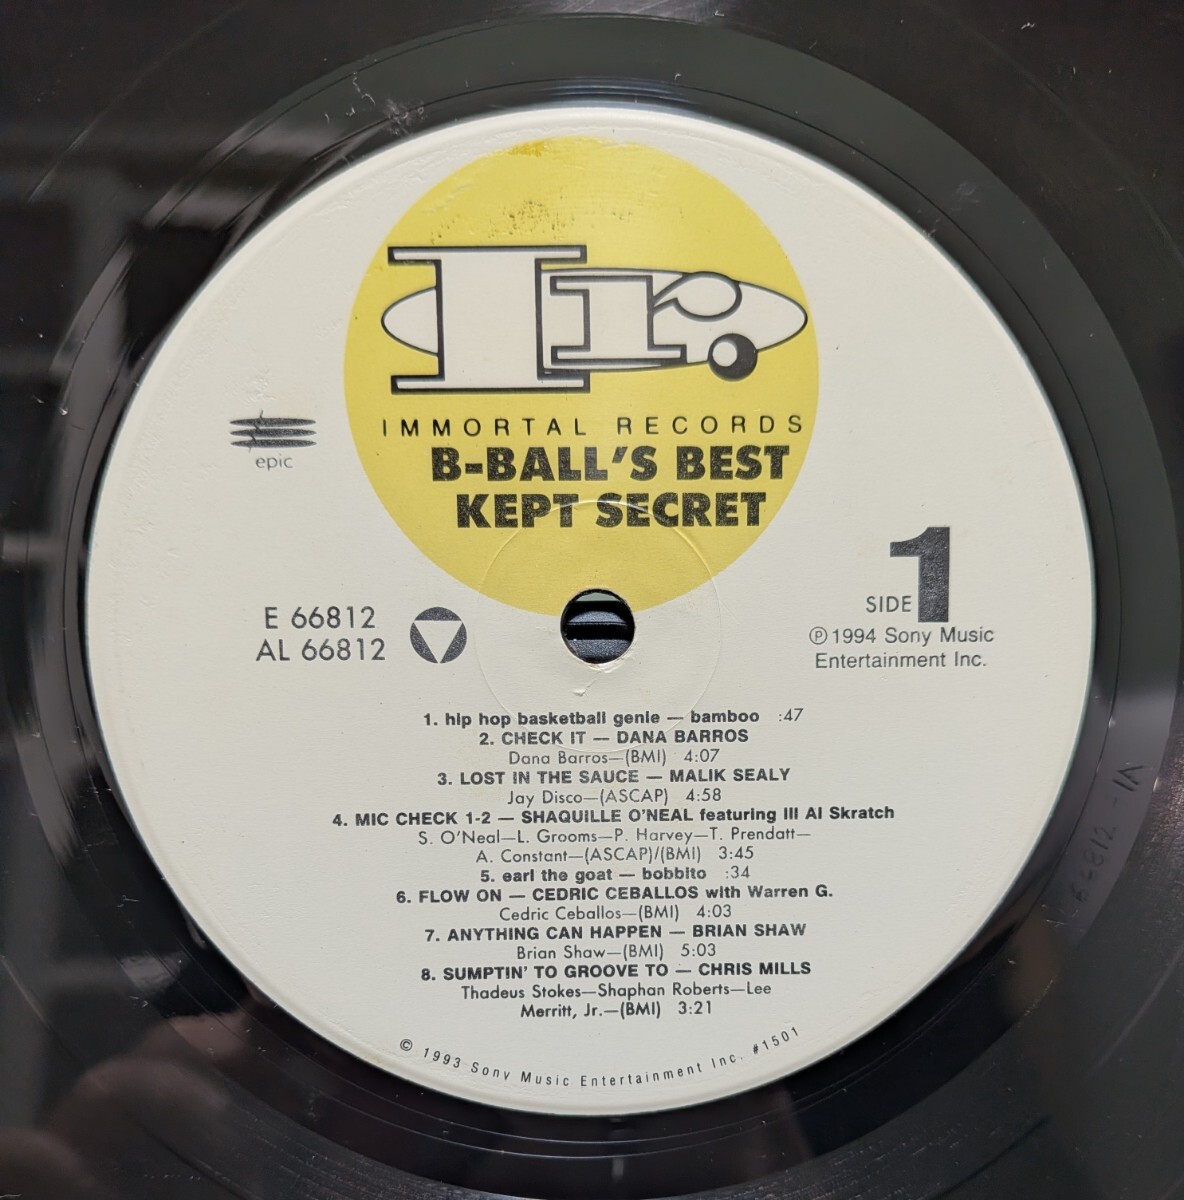 IMMORTAL RECORDS
B-BALL'S BEST
KEPT SECRET
epic
E 66812
AL 66812
SIDE 1
Ⓟ 1994 Sony Music
Entertainment Inc.
1. hip hop basketball genie — bamboo :47
2. CHECK IT — DANA BARROS
Dana Barros—(BMI) 4:07
3. LOST IN THE SAUCE — MALIK SEALY
Jay Disco—(ASCAP) 4:58
4. MIC CHECK 1-2 — SHAQUILLE O'NEAL featuring Ill Al Skratch
S. O'Neal—L. Grooms—P. Harvey—T. Prendatt—
A. Constant—(ASCAP)/(BMI) 3:45
5. earl the goat — bobbito :34
6. FLOW ON — CEDRIC CEBALLOS with Warren G.
Cedric Ceballos—(BMI) 4:03
7. ANYTHING CAN HAPPEN — BRIAN SHAW
Brian Shaw—(BMI) 5:03
8. SUMPTIN' TO GROOVE TO — CHRIS MILLS
Thadeus Stokes—Shaphan Roberts—Lee
Merritt, Jr.—(BMI) 3:21
© 1993 Sony Music Entertainment Inc. #1501
66812-1A